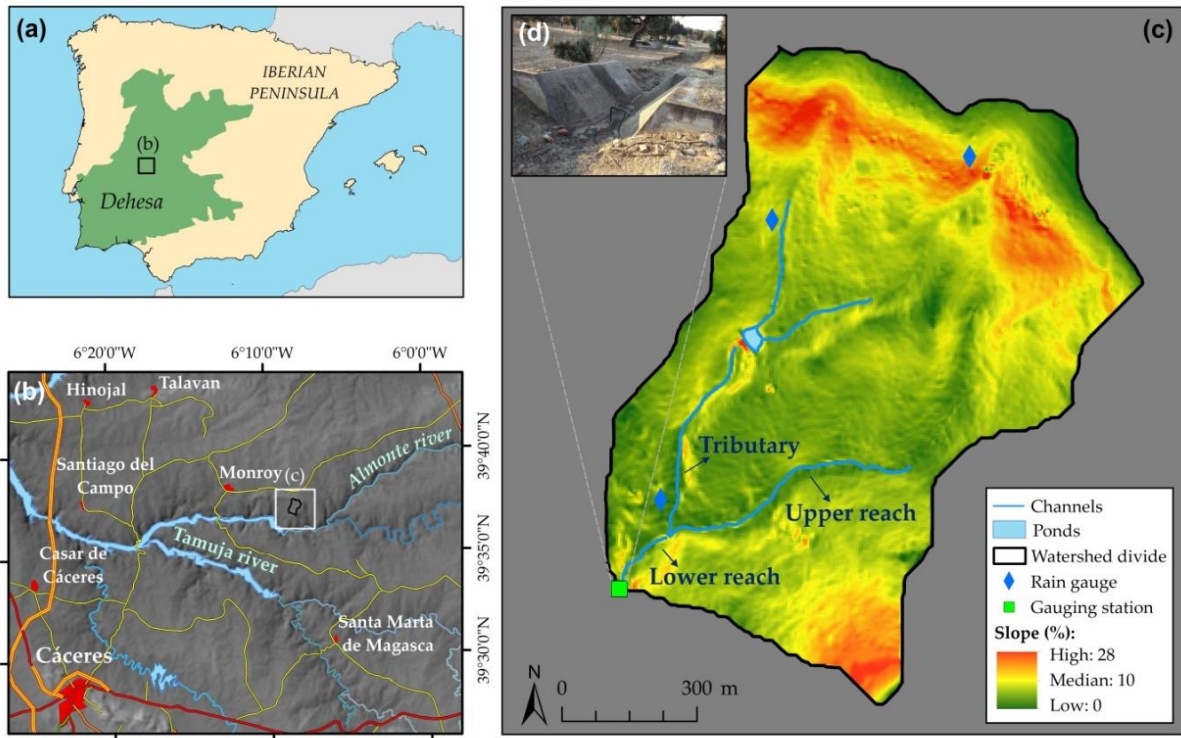 (a)
IBERIAN
PENINSULA
(b)
Dehesa
6°20'0"W
6°10'0"W
6°00'0"W
(b)
Hinojal
Talavan
Santiago del
Campo
Monroy
(c)
Almonte river
Tamuja river
Casar de
Cáceres
Santa Marta
de Magasca
Cáceres
39°40'0"N
39°35'0"N
39°30'0"N
(d)
(c)
Tributary
Upper reach
Lower reach
N
0
300 m
Channels
Ponds
Watershed divide
Rain gauge
Gauging station
Slope (%):
High: 28
Median: 10
Low: 0